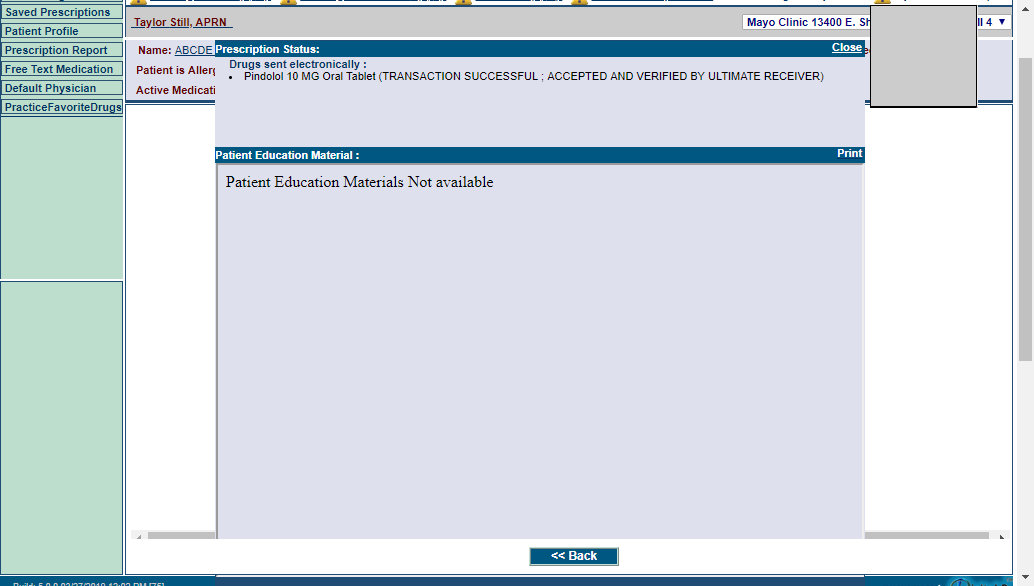 Saved Prescriptions
Patient Profile
Prescription Report
Free Text Medication
Default Physician
PracticeFavoriteDrugs
Taylor Still, APRN
Mayo Clinic 13400 E. Sh
ll 4
Name: ABCDE
Patient is Allerg
Active Medicati
Prescription Status:
Close
Drugs sent electronically :
• Pindolol 10 MG Oral Tablet (TRANSACTION SUCCESSFUL ; ACCEPTED AND VERIFIED BY ULTIMATE RECEIVER)
Patient Education Material :
Print
Patient Education Materials Not available
<< Back